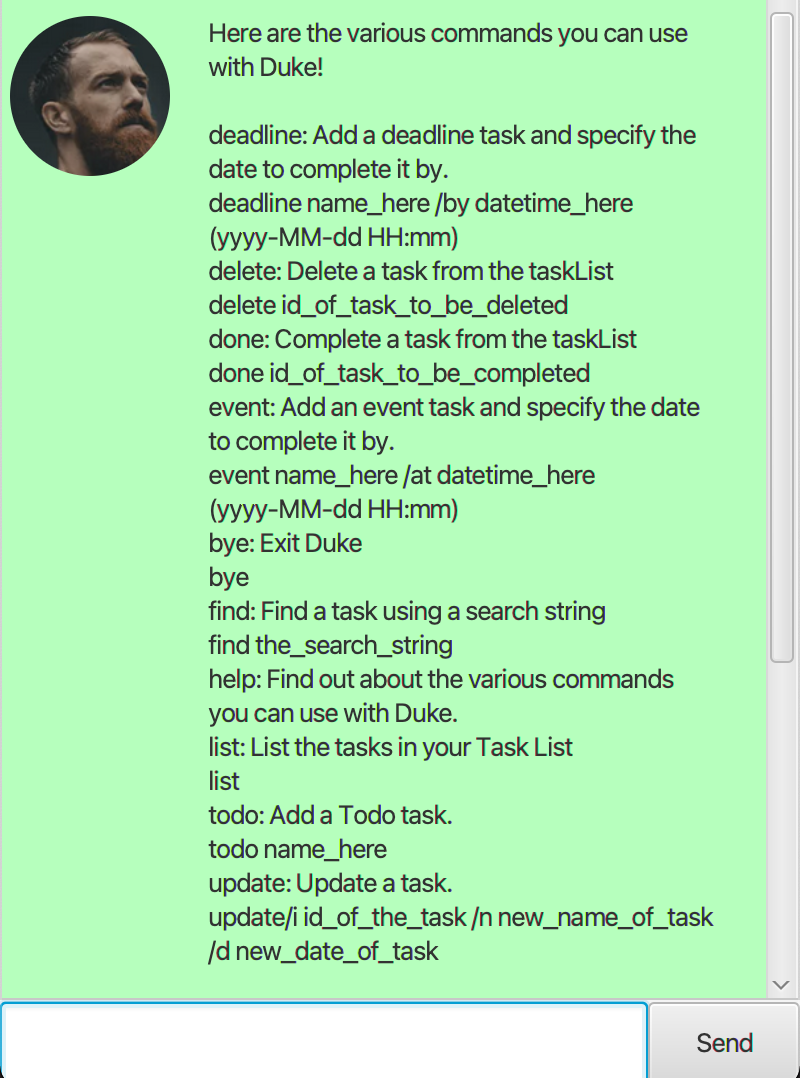 Here are the various commands you can use
with Duke!
deadline: Add a deadline task and specify the
date to complete it by.
deadline name_here /by datetime_here
(yyyy-MM-dd HH:mm)
delete: Delete a task from the taskList
delete id_of_task_to_be_deleted
done: Complete a task from the taskList
done id_of_task_to_be_completed
event: Add an event task and specify the date
to complete it by.
event name_here /at datetime_here
(yyyy-MM-dd HH:mm)
bye: Exit Duke
bye
find: Find a task using a search string
find the_search_string
help: Find out about the various commands
you can use with Duke.
list: List the tasks in your Task List
list
todo: Add a Todo task.
todo name_here
update: Update a task.
update/i id_of_the_task /n new_name_of_task
/d new_date_of_task
Send